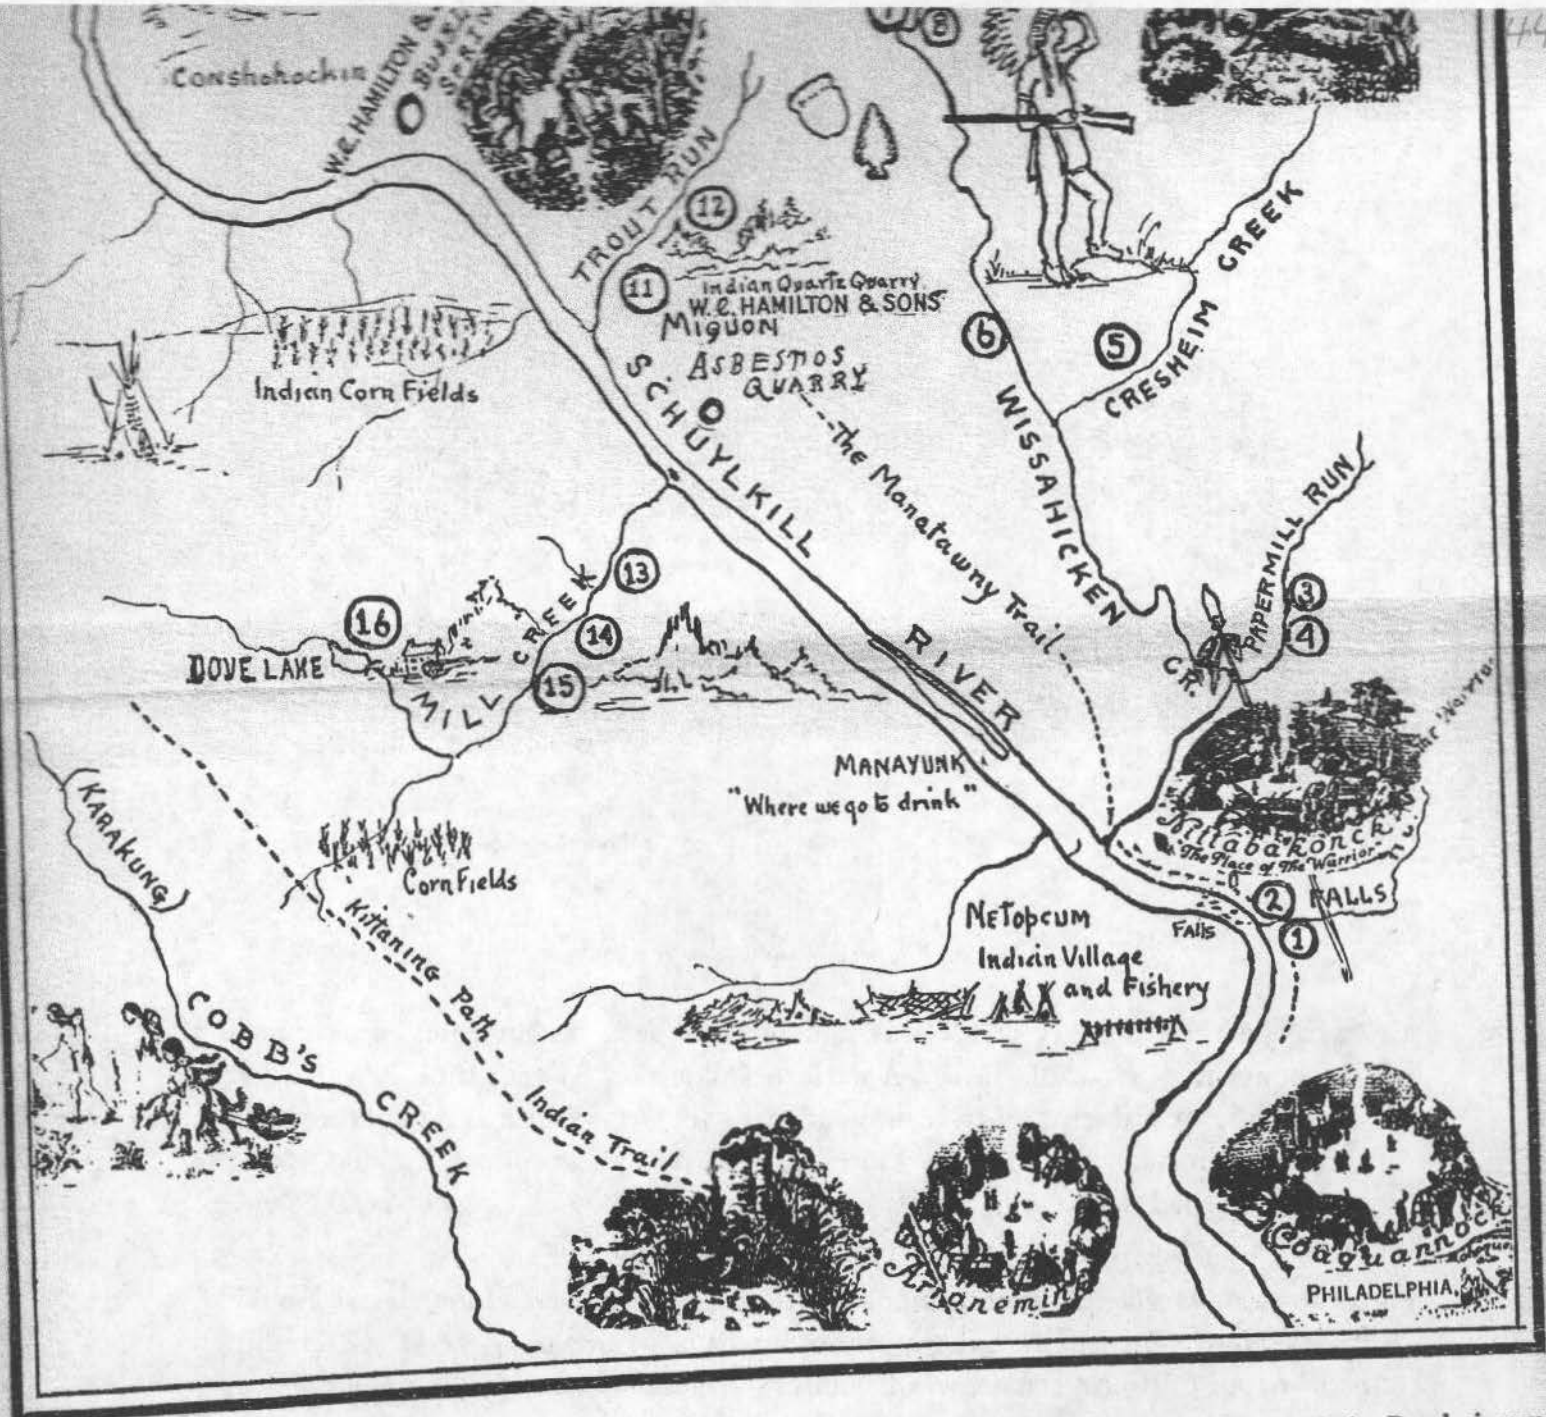 44
Conshohockin
W.C. HAMILTON &
7
8
TROUT RUN
12
11
Indian Quartz Quarry
W.C. HAMILTON & SONS
MIQUON
ASBESTOS
QUARRY
CRESHEIM CREEK
6
5
Indian Corn Fields
SCHUYLKILL
RIVER
The Manatawny Trail
WISSAHICKEN
CR.
PAPERMILL RUN
3
4
13
14
15
16
DOVE LAKE
MILL CREEK
MANAYUNK
"Where we go to drink"
Nittabakonck
"The Place of The Warrior"
2
FALLS
Falls
1
(KARAKUNG)
COBB'S
CREEK
Corn Fields
Kittaning Path
Indian Trail
NeTopcum
Indian Village
and Fishery
Arronemink
Coaquannock
PHILADELPHIA